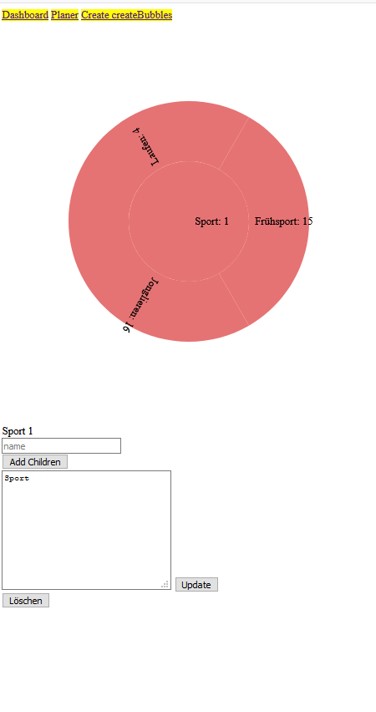 Dashboard Planer Create createBubbles
Laufen: 4
Sport: 1
Frühsport: 15
Jonglieren: 16
Sport 1
name
Add Children
Sport
Update
Löschen